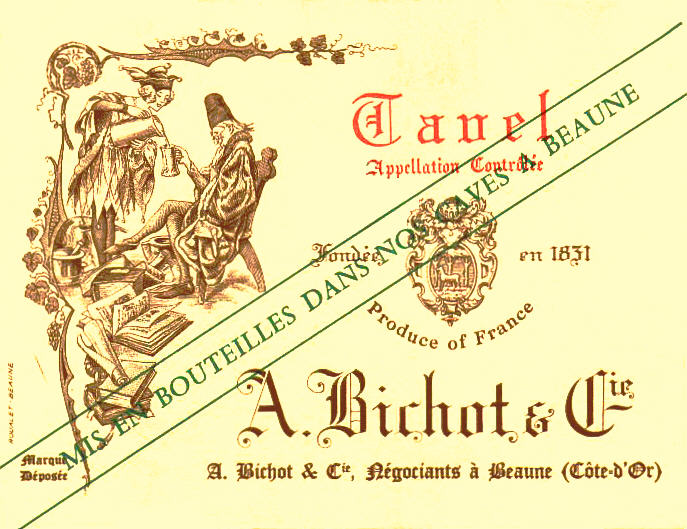 Tavel
Appellation Contrôlée
MIS EN BOUTEILLES DANS NOS CAVES A BEAUNE
Fondée en 1831
Produce of France
A. Bichot & Cie
A. Bichot & Cie, Négociants à Beaune (Côte-d'Or)
Marque
Déposée